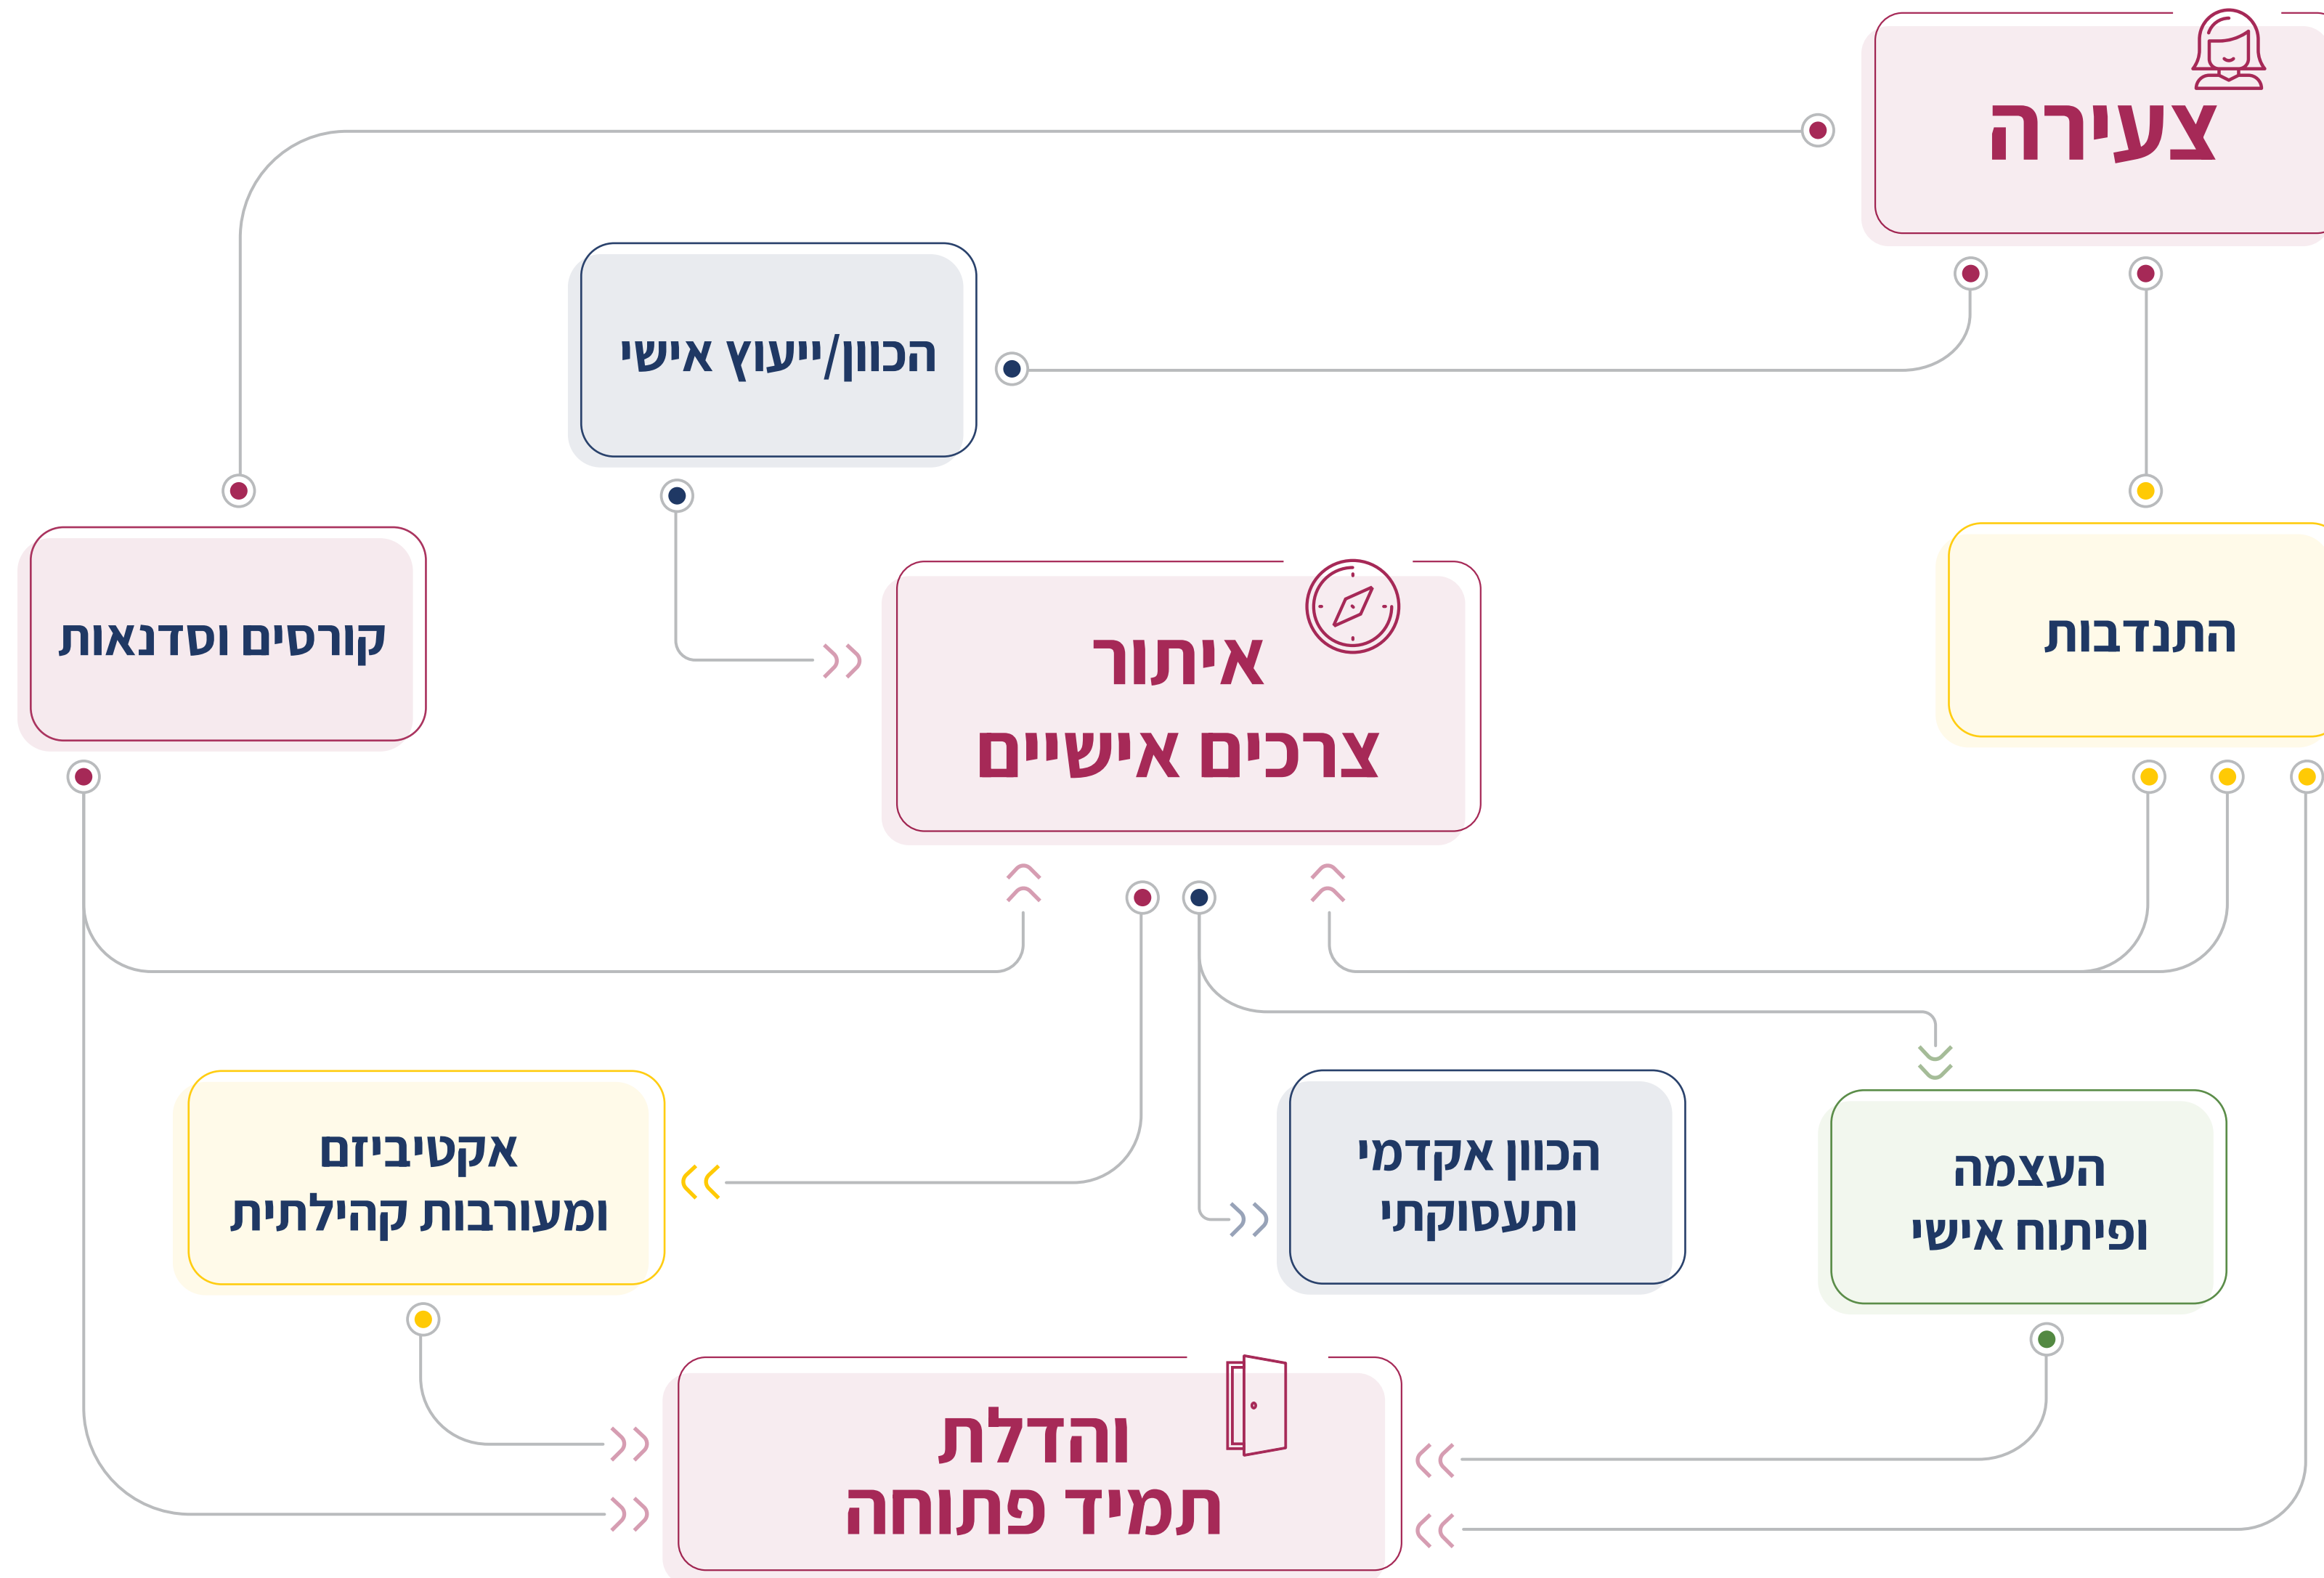 צעירה
הכוון/ייעוץ אישי
התנדבות
איתור
צרכים אישיים
קורסים וסדנאות
העצמה
ופיתוח אישי
הכוון אקדמי
ותעסוקתי
אקטיביזם
ומעורבות קהילתית
והדלת
תמיד פתוחה